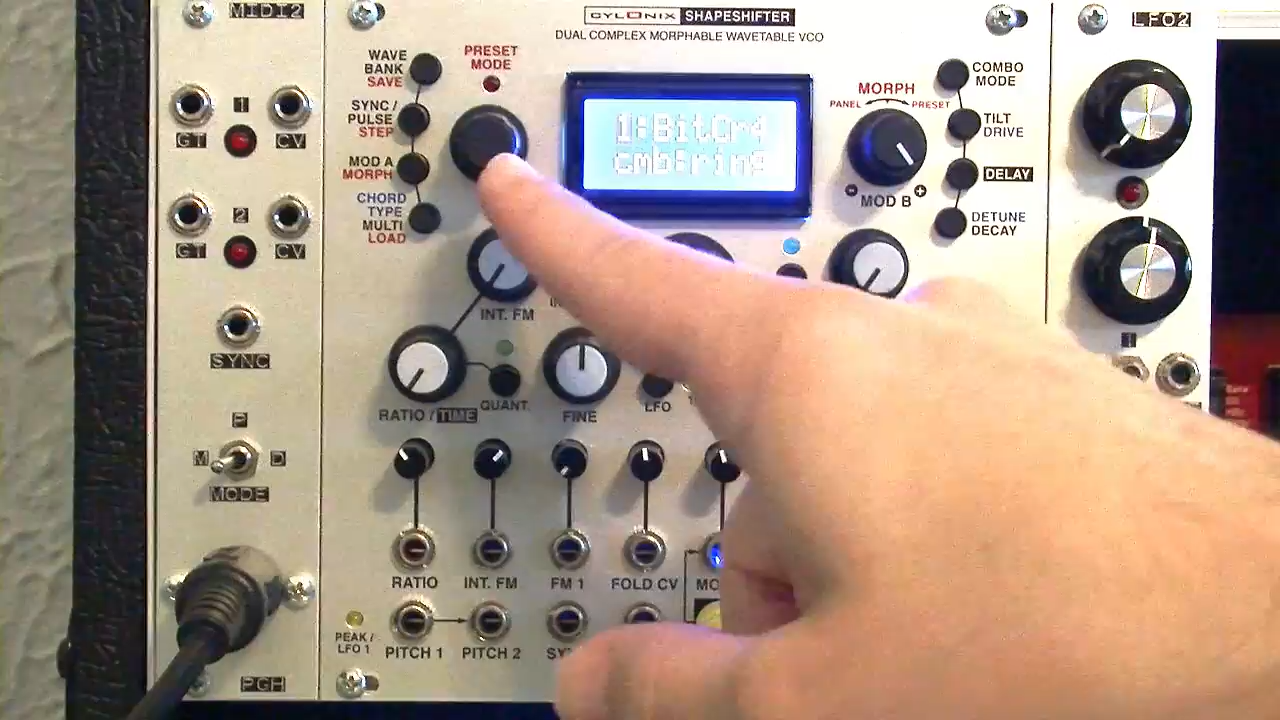 MIDI2
1
GT
CV
2
GT
CV
SYNC
P
M
D
MODE
PGH
CYLONIX SHAPESHIFTER
DUAL COMPLEX MORPHABLE WAVETABLE VCO
WAVE
BANK
SAVE
SYNC /
PULSE
STEP
MOD A
MORPH
CHORD
TYPE
MULTI
LOAD
PRESET
MODE
1:BitCr4
cmb:ring
MORPH
PANEL
PRESET
- MOD B +
COMBO
MODE
TILT
DRIVE
DELAY
DETUNE
DECAY
INT. FM
RATIO / TIME
QUANT.
FINE
LFO
RATIO
INT. FM
FM 1
FOLD CV
PEAK /
LFO 1
PITCH 1
PITCH 2
LFO2